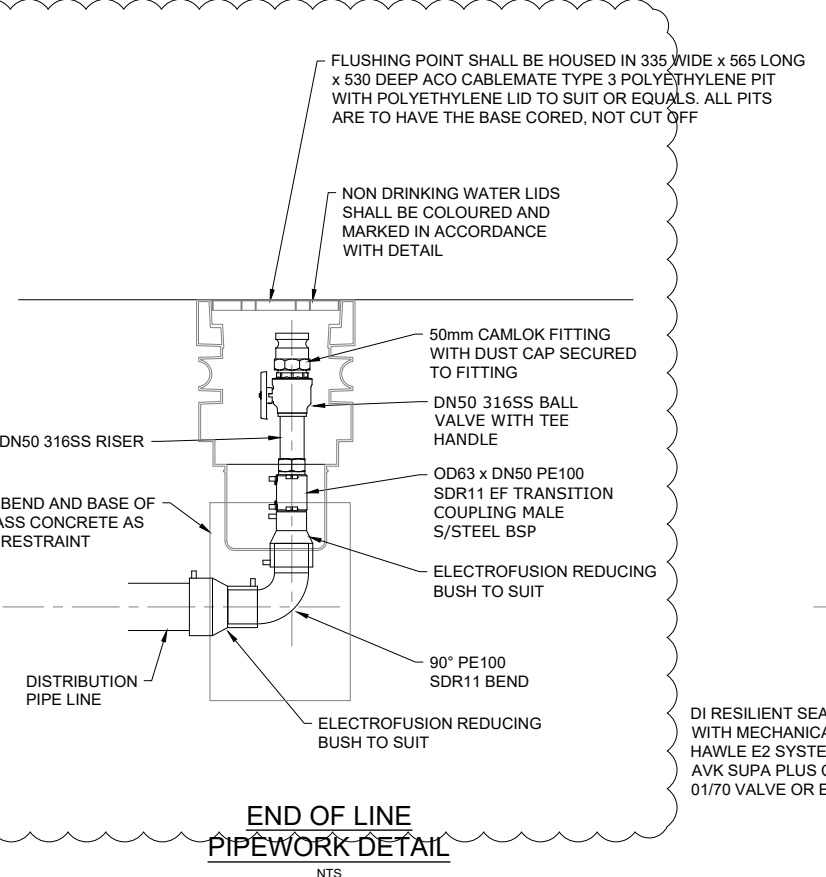 FLUSHING POINT SHALL BE HOUSED IN 335 WIDE x 565 LONG
x 530 DEEP ACO CABLEMATE TYPE 3 POLYETHYLENE PIT
WITH POLYETHYLENE LID TO SUIT OR EQUALS. ALL PITS
ARE TO HAVE THE BASE CORED, NOT CUT OFF
NON DRINKING WATER LIDS
SHALL BE COLOURED AND
MARKED IN ACCORDANCE
WITH DETAIL
50mm CAMLOK FITTING
WITH DUST CAP SECURED
TO FITTING
DN50 316SS BALL
VALVE WITH TEE
HANDLE
DN50 316SS RISER
OD63 x DN50 PE100
SDR11 EF TRANSITION
COUPLING MALE
S/STEEL BSP
BEND AND BASE OF
ASS CONCRETE AS
RESTRAINT
ELECTROFUSION REDUCING
BUSH TO SUIT
90° PE100
SDR11 BEND
DISTRIBUTION
PIPE LINE
ELECTROFUSION REDUCING
BUSH TO SUIT
DI RESILIENT SEA
WITH MECHANICA
HAWLE E2 SYSTE
AVK SUPA PLUS
01/70 VALVE OR E
END OF LINE
PIPEWORK DETAIL
NTS